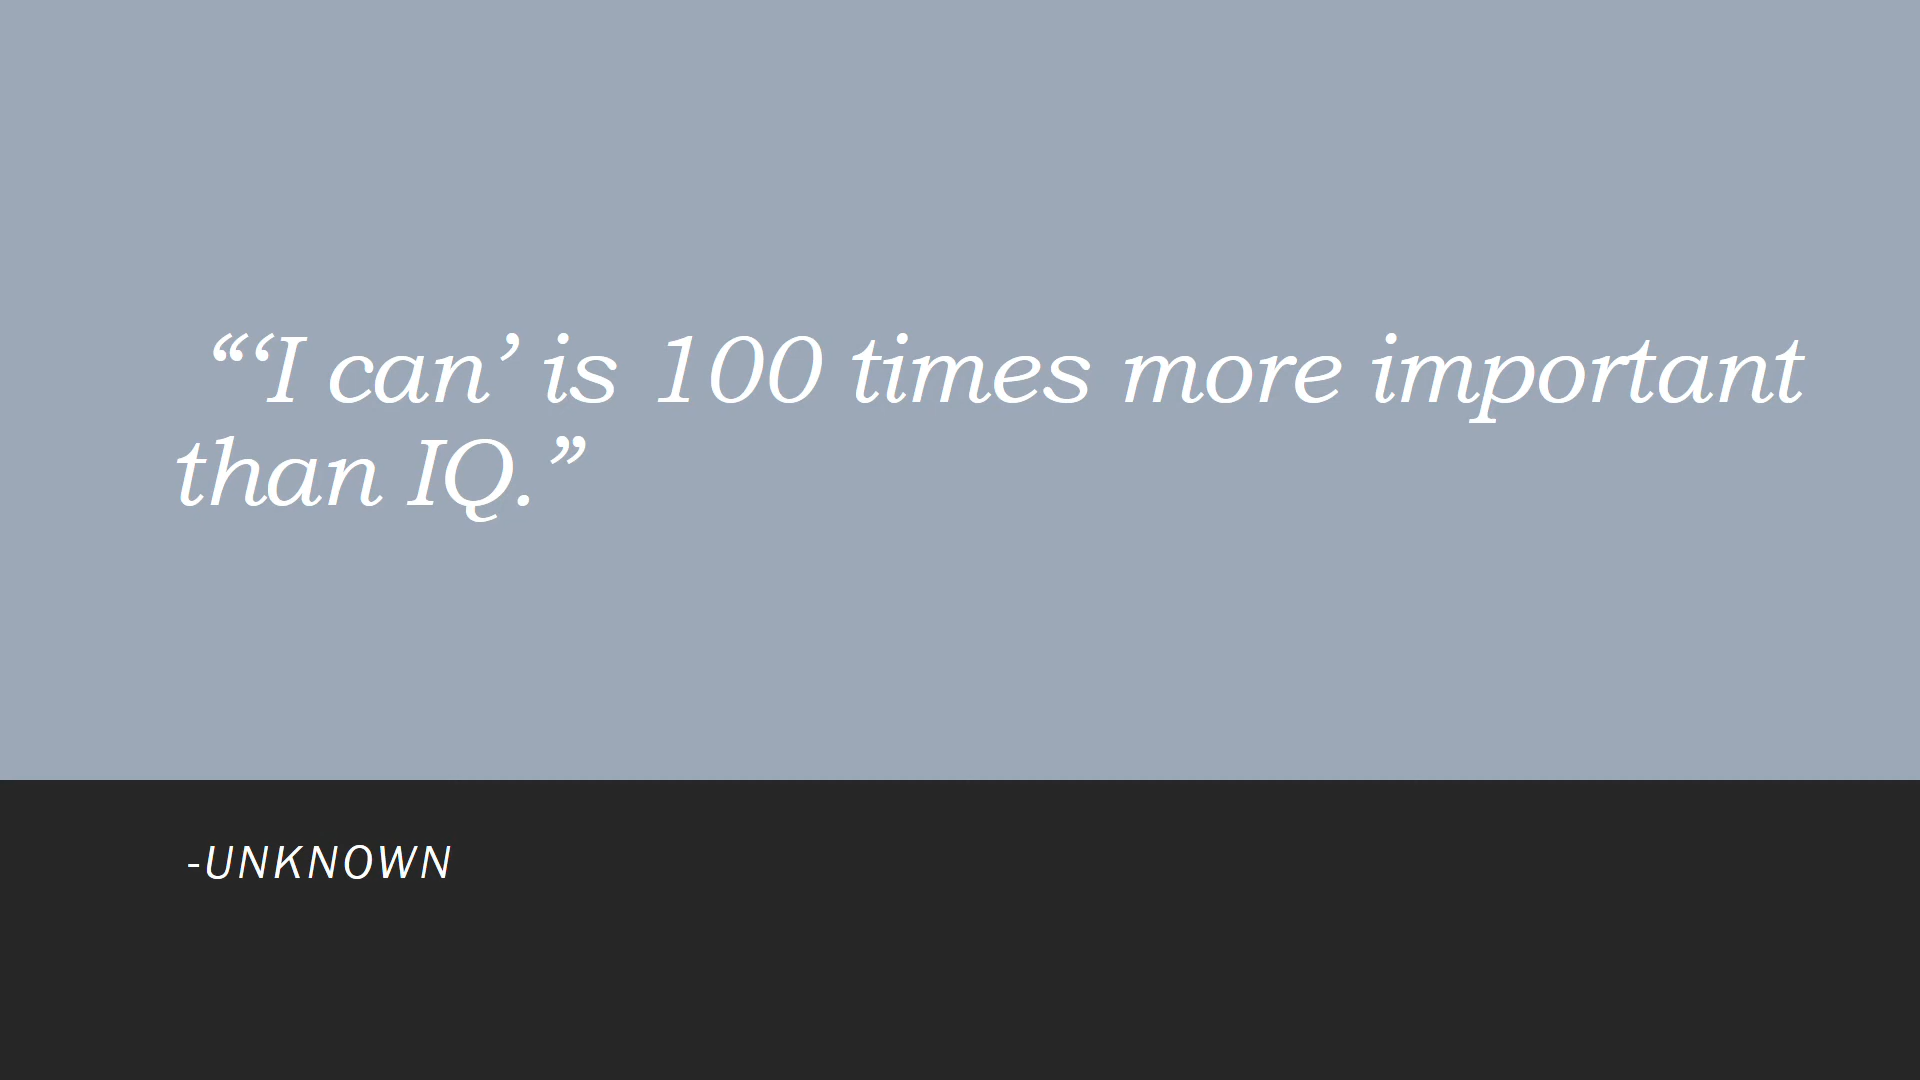 “‘I can’ is 100 times more important
than IQ.”
-UNKNOWN